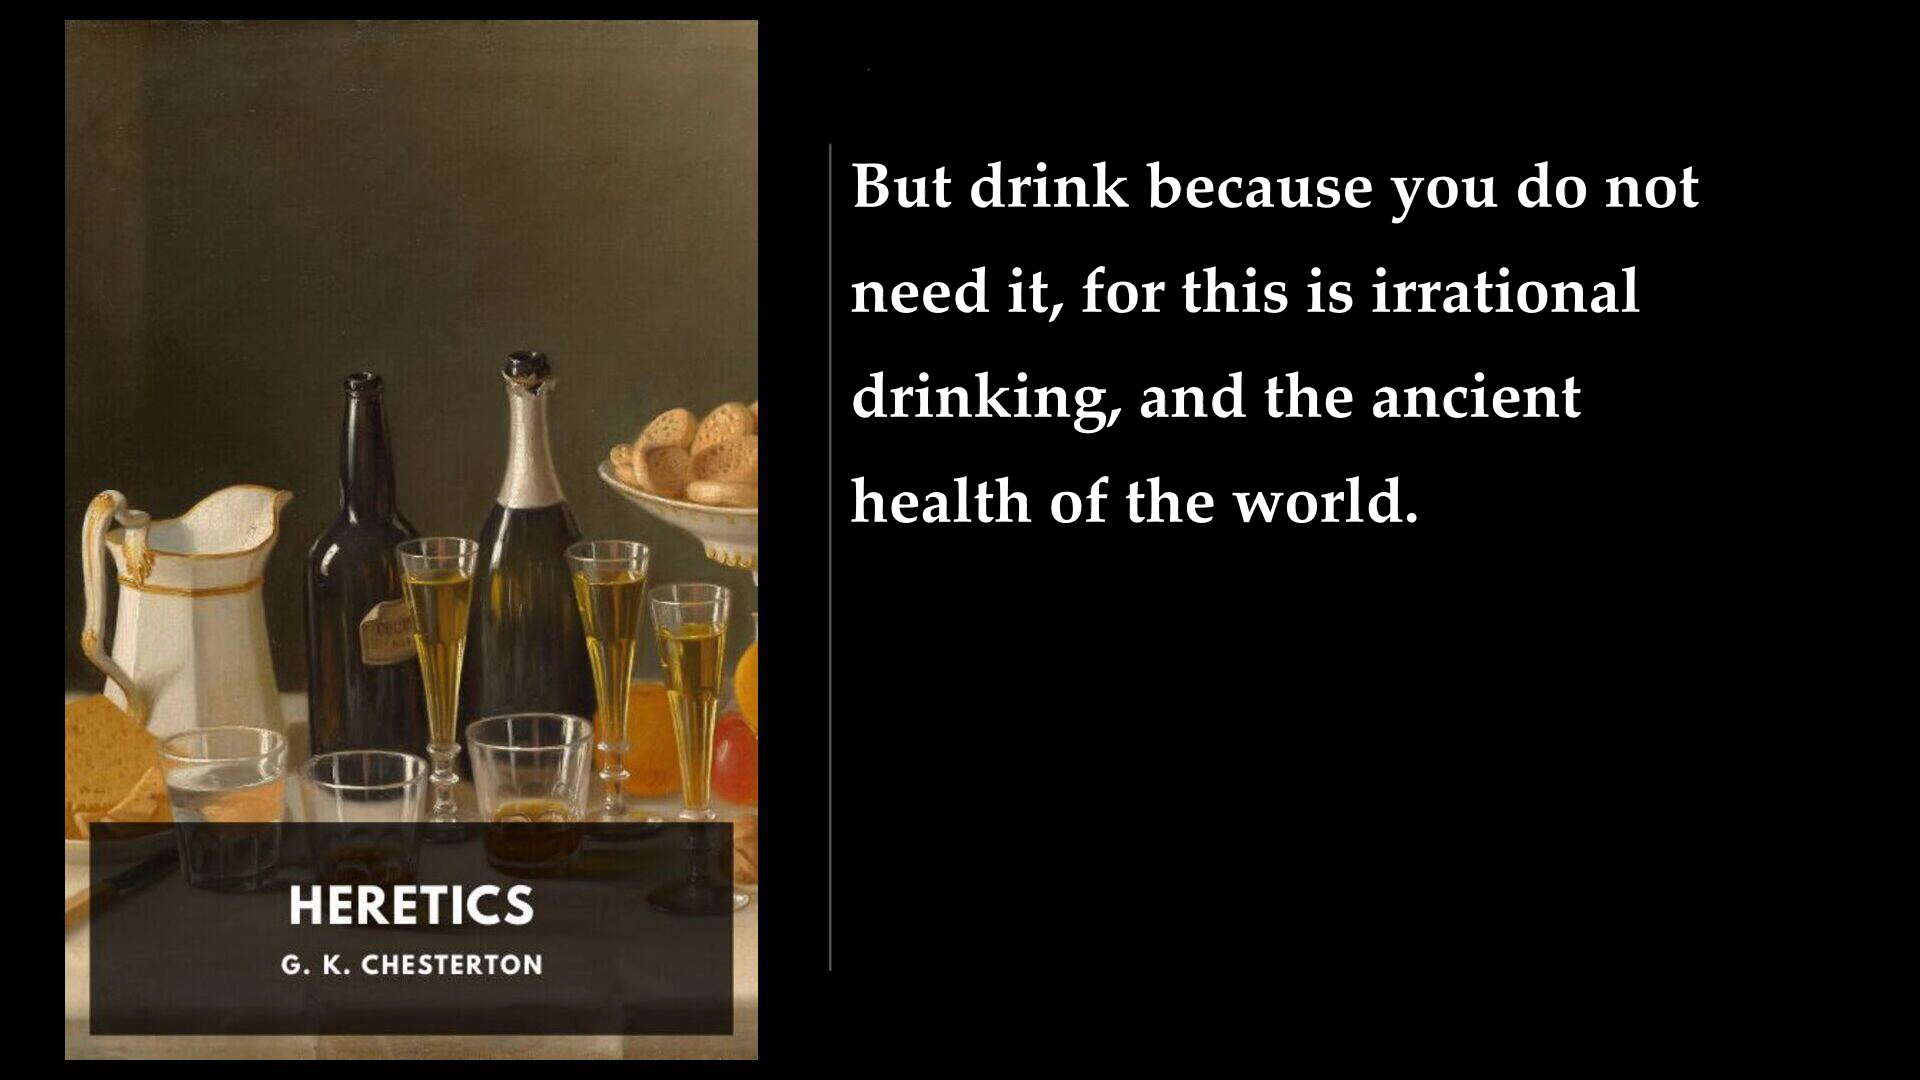 But drink because you do not
need it, for this is irrational
drinking, and the ancient
health of the world.
HERETICS
G. K. CHESTERTON